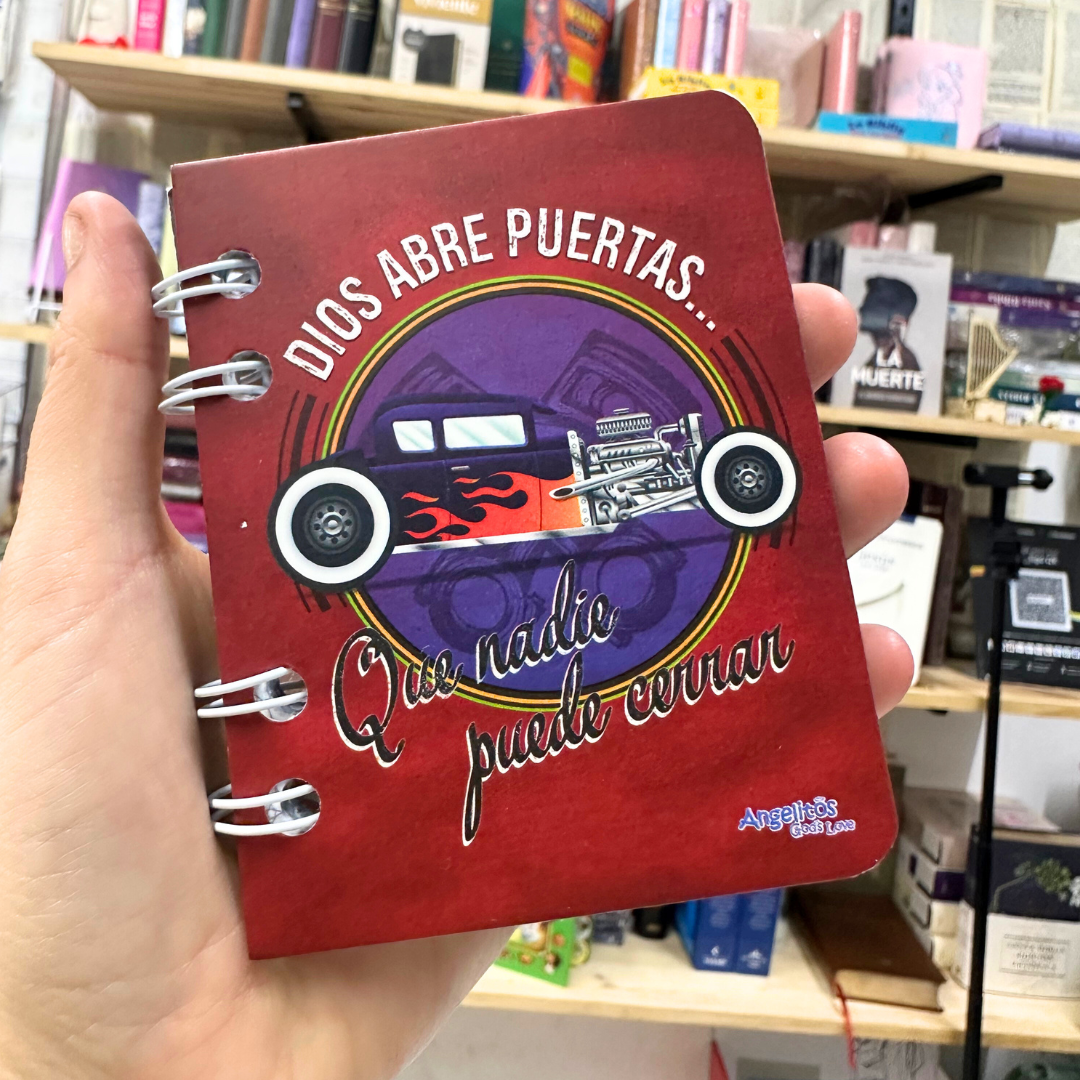 DIOS ABRE PUERTAS...
Que nadie
puede cerrar
Angelitos
God's Love
LA
MUERTE